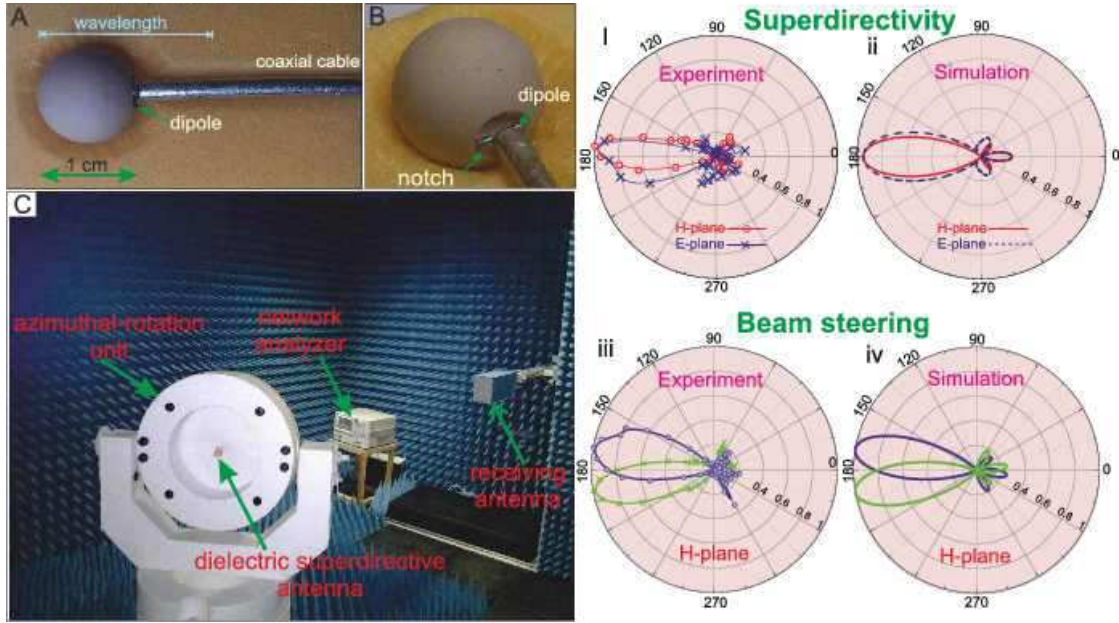 A
wavelength
coaxial cable
dipole
1 cm
B
dipole
notch
C
azimuthal-rotation
unit
network
analyzer
receiving
antenna
dielectric superdirective
antenna
Superdirectivity
i
90
120
150
180
Experiment
0
0.4
0.6
0.8
1
H-plane
E-plane
270
ii
90
120
150
180
Simulation
0
0.4
0.6
0.8
1
H-plane
E-plane
270
Beam steering
iii
90
120
150
180
Experiment
0
0.4
0.6
0.8
1
H-plane
270
iv
90
120
150
180
Simulation
0
0.4
0.6
0.8
1
H-plane
270